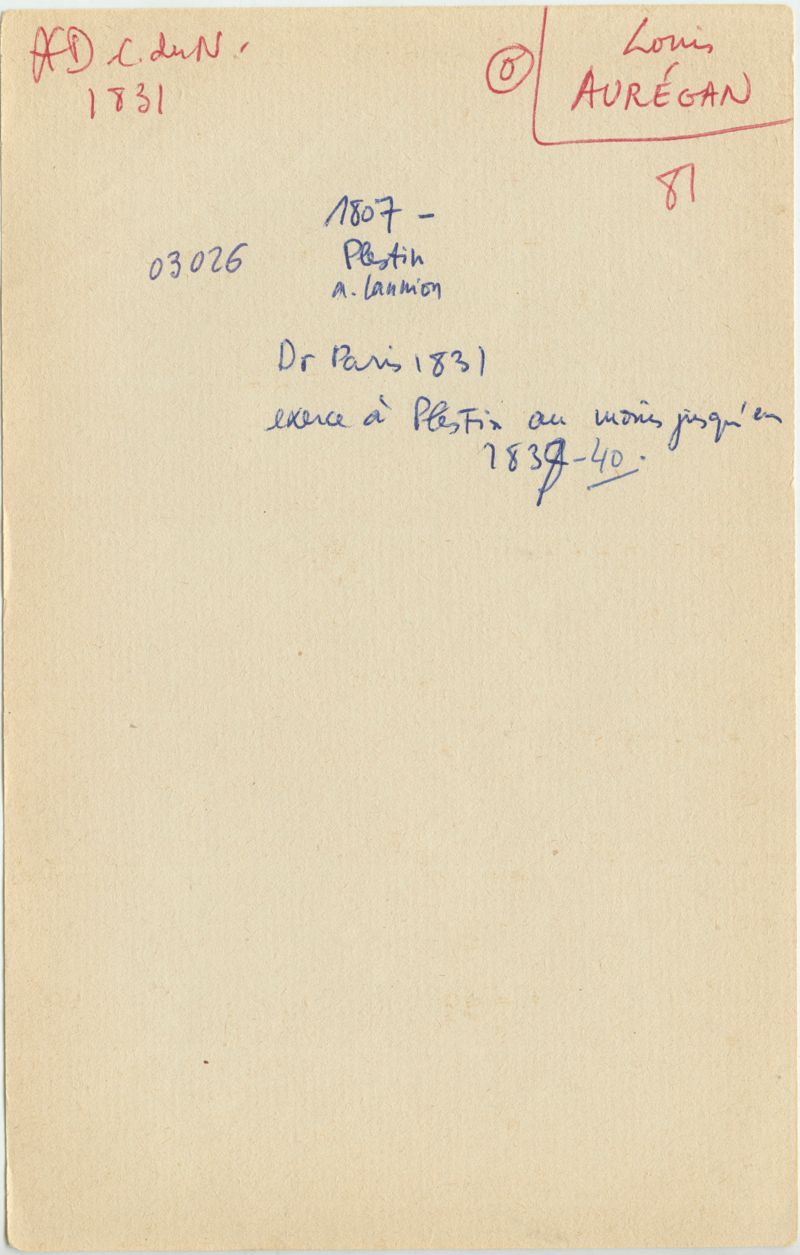 AD C. du N.
1831
Louis
AURÉGAN
81
1807 -
03026
Plestin
a. Lannion
Dr Paris 1831
exerce à Plestin au moins jusqu'en
1839-40.